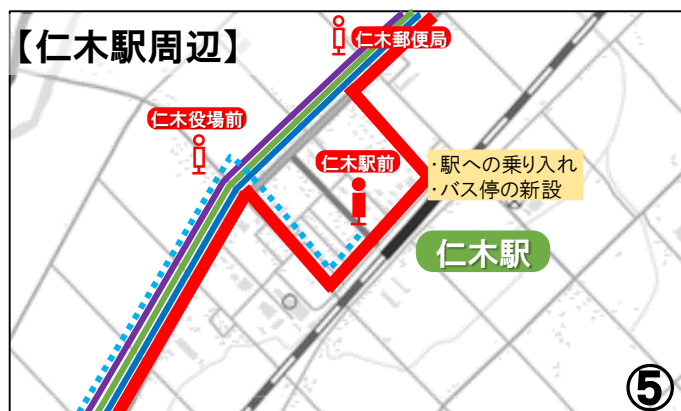 【仁木駅周辺】
仁木郵便局
仁木役場前
仁木駅前
・駅への乗り入れ
・バス停の新設
仁木駅
⑤